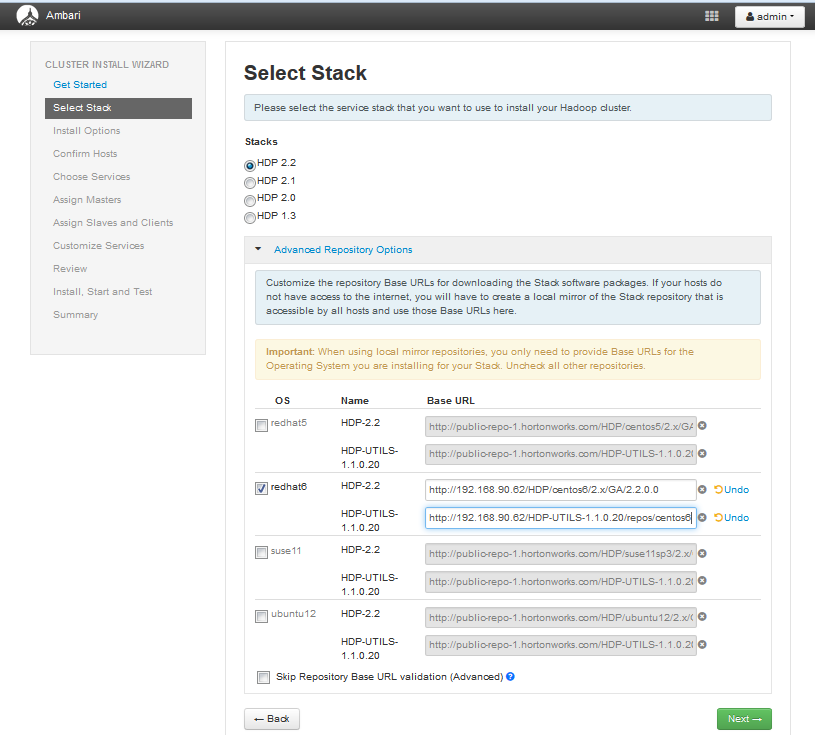 Ambari
admin
CLUSTER INSTALL WIZARD
Get Started
Select Stack
Install Options
Confirm Hosts
Choose Services
Assign Masters
Assign Slaves and Clients
Customize Services
Review
Install, Start and Test
Summary
Select Stack
Please select the service stack that you want to use to install your Hadoop cluster.
Stacks
HDP 2.2
HDP 2.1
HDP 2.0
HDP 1.3
Advanced Repository Options
Customize the repository Base URLs for downloading the Stack software packages. If your hosts do
not have access to the internet, you will have to create a local mirror of the Stack repository that is
accessible by all hosts and use those Base URLs here.
Important: When using local mirror repositories, you only need to provide Base URLs for the
Operating System you are installing for your Stack. Uncheck all other repositories.
OS Name Base URL
redhat5 HDP-2.2 http://public-repo-1.hortonworks.com/HDP/centos5/2.x/GA
HDP-UTILS-
1.1.0.20 http://public-repo-1.hortonworks.com/HDP-UTILS-1.1.0.20
redhat6 HDP-2.2 http://192.168.90.62/HDP/centos6/2.x/GA/2.2.0.0 Undo
HDP-UTILS-
1.1.0.20 http://192.168.90.62/HDP-UTILS-1.1.0.20/repos/centos6 Undo
suse11 HDP-2.2 http://public-repo-1.hortonworks.com/HDP/suse11sp3/2.x/
HDP-UTILS-
1.1.0.20 http://public-repo-1.hortonworks.com/HDP-UTILS-1.1.0.20
ubuntu12 HDP-2.2 http://public-repo-1.hortonworks.com/HDP/ubuntu12/2.x/
HDP-UTILS-
1.1.0.20 http://public-repo-1.hortonworks.com/HDP-UTILS-1.1.0.20
Skip Repository Base URL validation (Advanced) ?
← Back
Next →